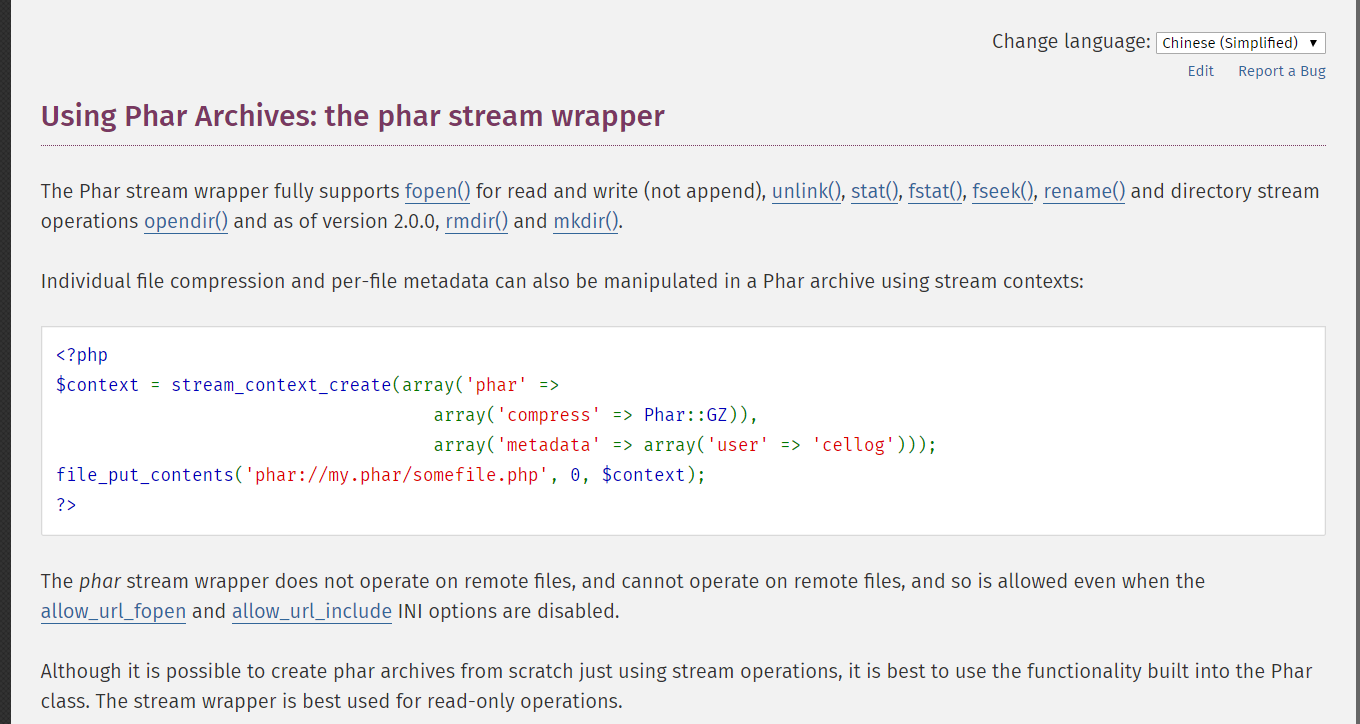 Change language: Chinese (Simplified)
Edit Report a Bug
Using Phar Archives: the phar stream wrapper
The Phar stream wrapper fully supports fopen() for read and write (not append), unlink(), stat(), fstat(), fseek(), rename() and directory stream
operations opendir() and as of version 2.0.0, rmdir() and mkdir().
Individual file compression and per-file metadata can also be manipulated in a Phar archive using stream contexts:
<?php
$context = stream_context_create(array('phar' =>
array('compress' => Phar::GZ)),
array('metadata' => array('user' => 'cellog')));
file_put_contents('phar://my.phar/somefile.php', 0, $context);
?>
The phar stream wrapper does not operate on remote files, and cannot operate on remote files, and so is allowed even when the
allow_url_fopen and allow_url_include INI options are disabled.
Although it is possible to create phar archives from scratch just using stream operations, it is best to use the functionality built into the Phar
class. The stream wrapper is best used for read-only operations.